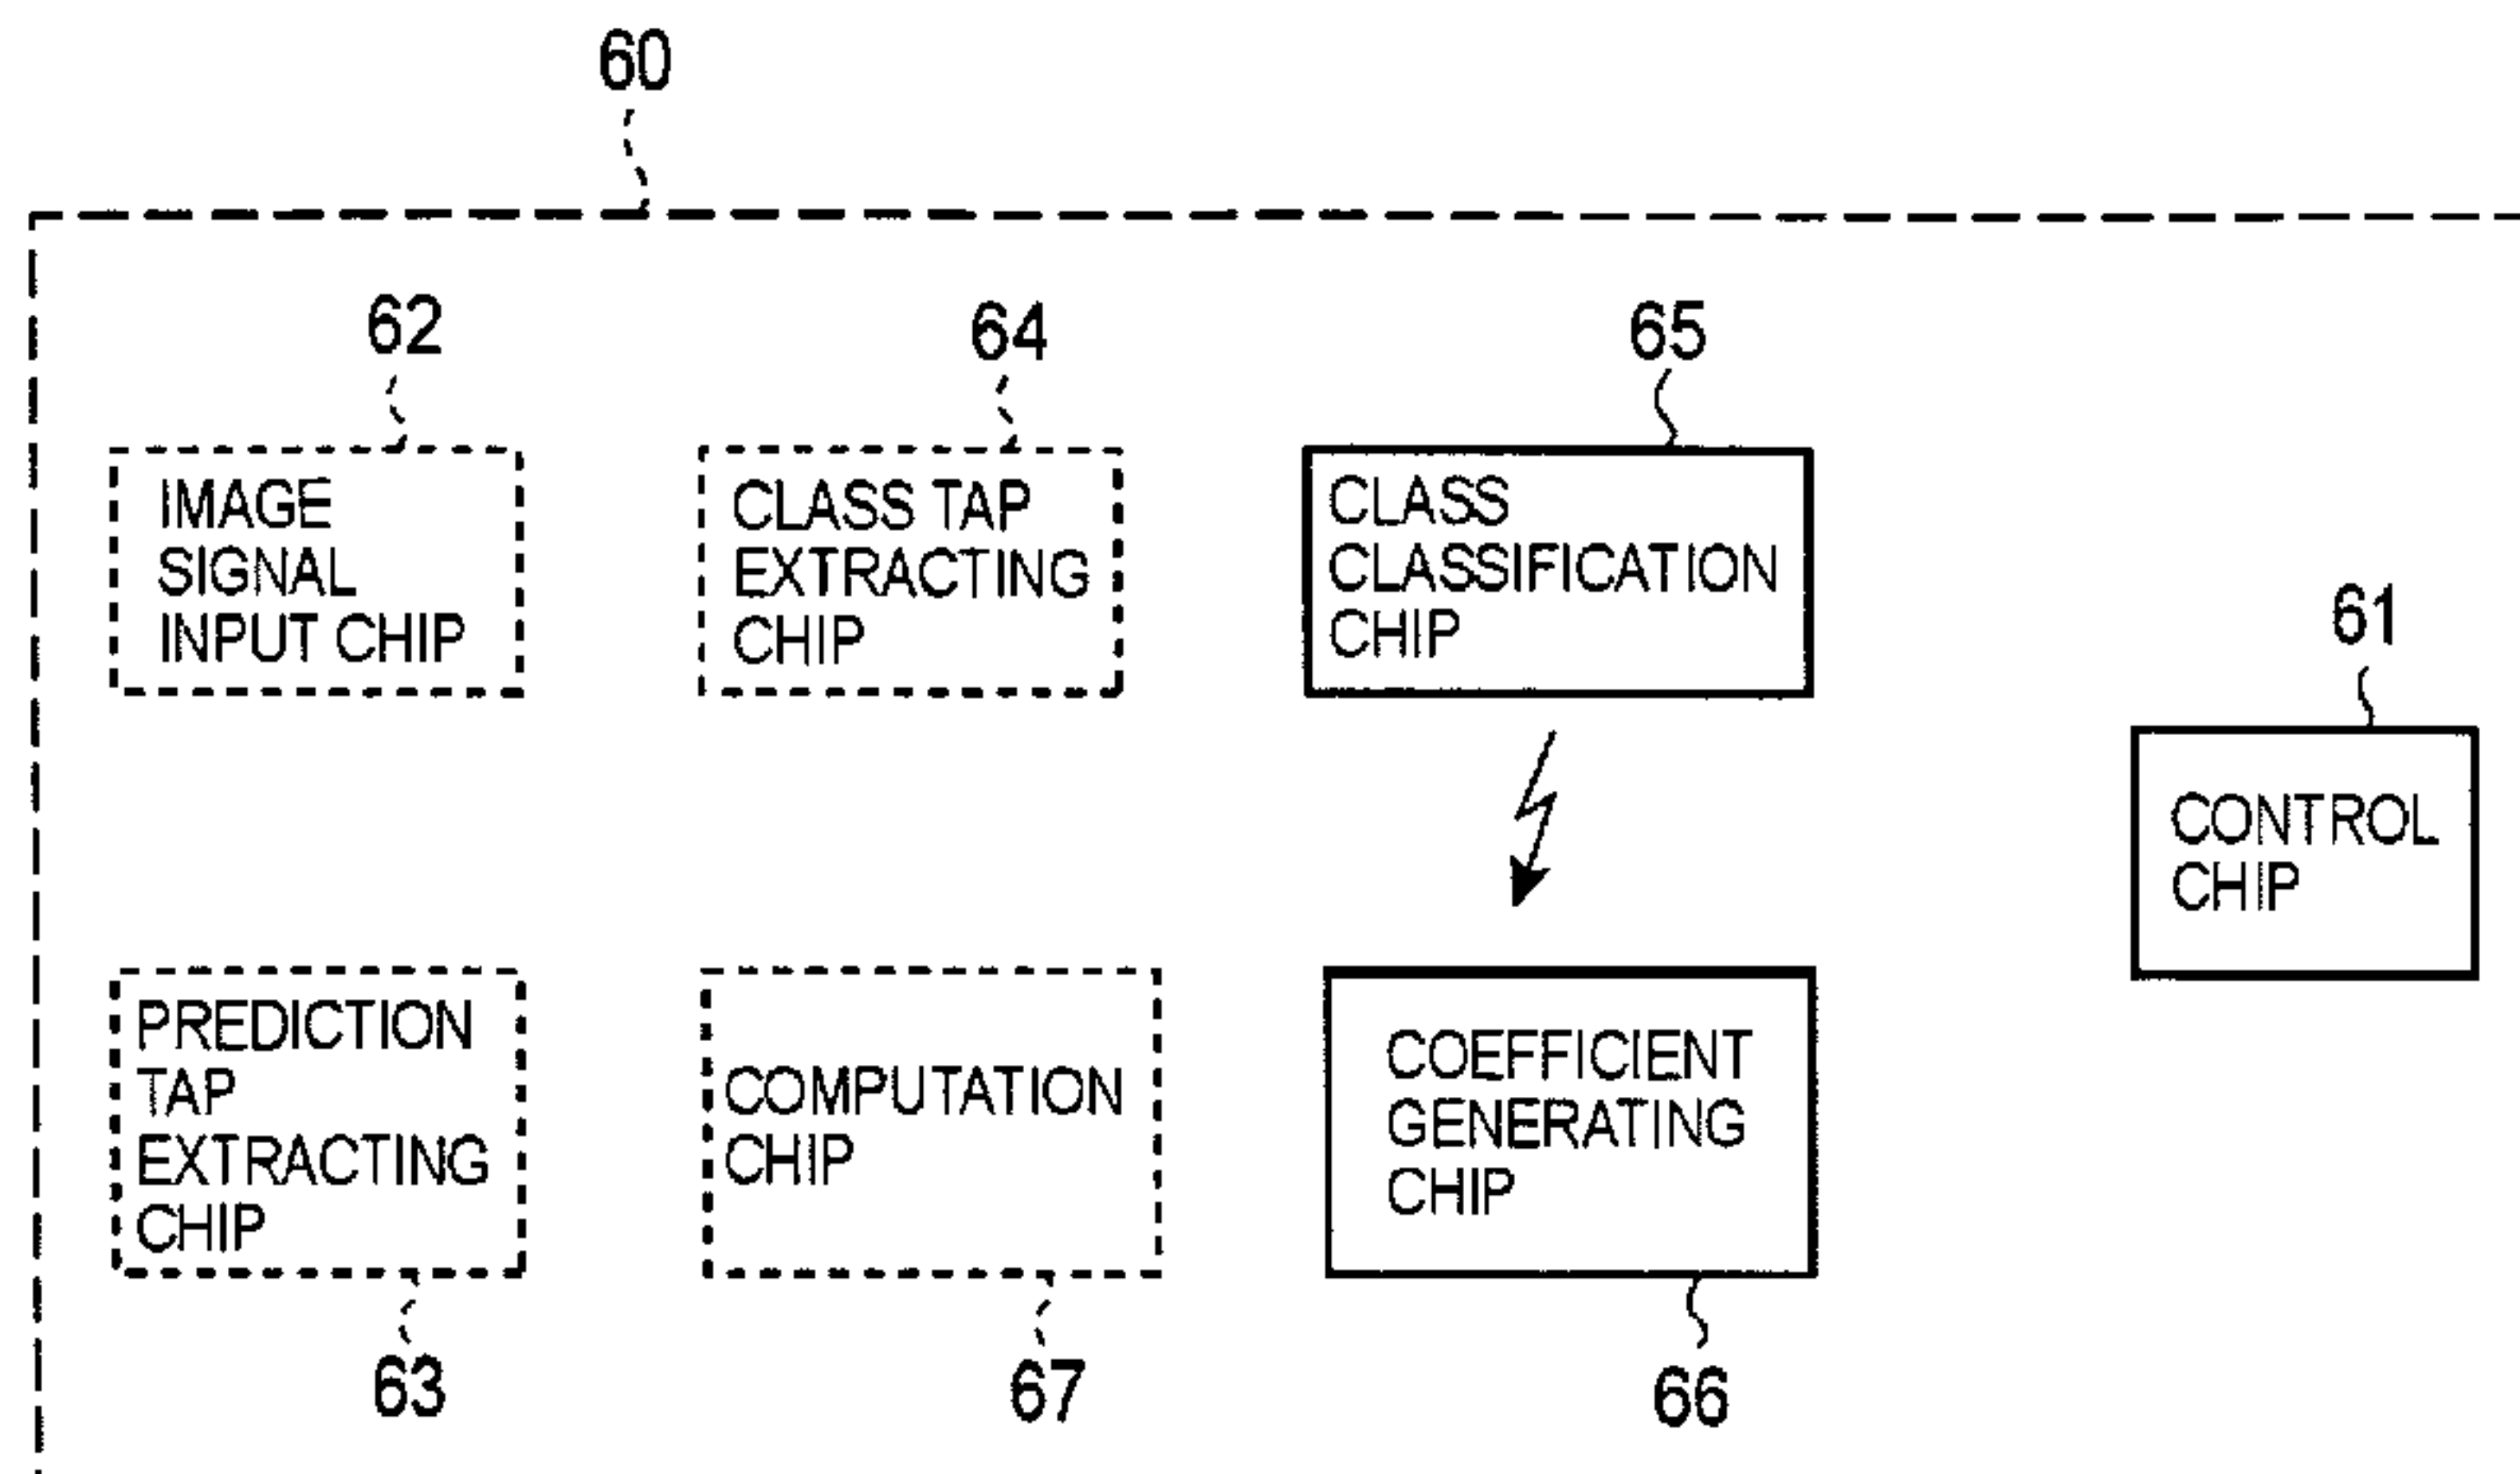 60
62
64
65
IMAGE
SIGNAL
INPUT CHIP
CLASS TAP
EXTRACTING
CHIP
CLASS
CLASSIFICATION
CHIP
61
CONTROL
CHIP
PREDICTION
TAP
EXTRACTING
CHIP
COMPUTATION
CHIP
COEFFICIENT
GENERATING
CHIP
63
67
66